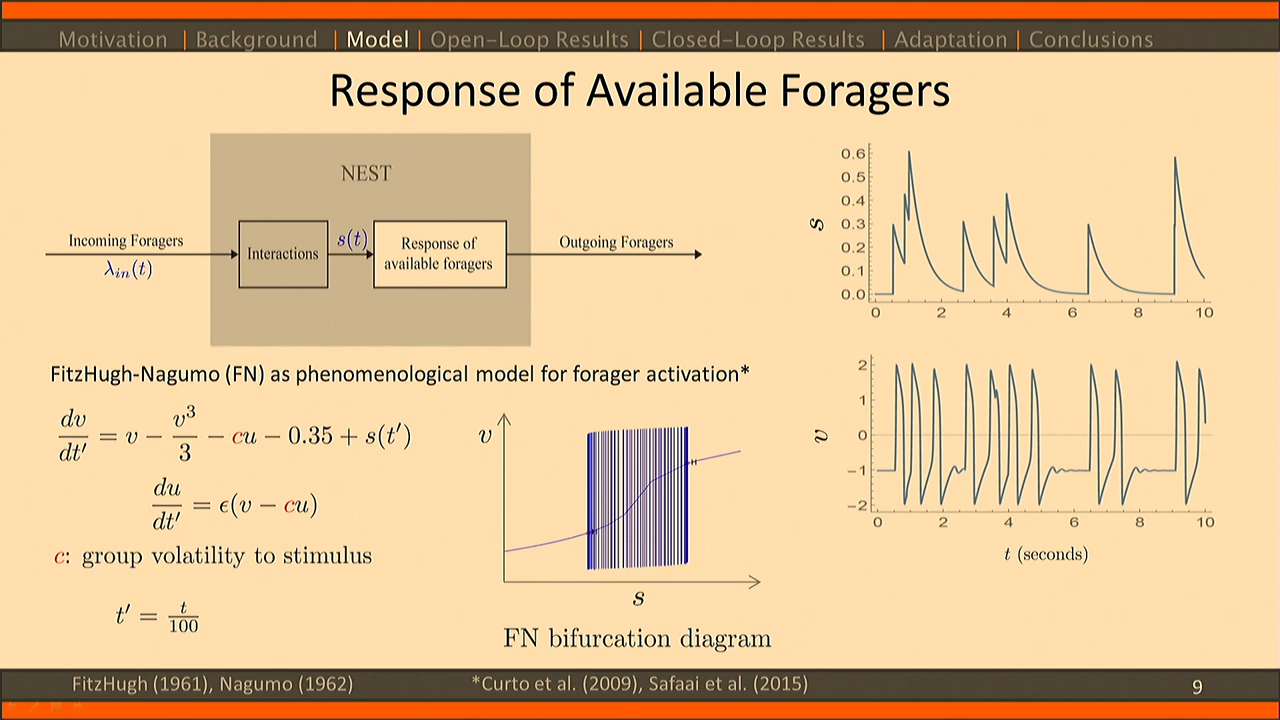 Motivation | Background | Model | Open-Loop Results | Closed-Loop Results | Adaptation | Conclusions
Response of Available Foragers
NEST
Incoming Foragers
λ_in(t)
Interactions
s(t)
Response of
available foragers
Outgoing Foragers
s
0.6
0.5
0.4
0.3
0.2
0.1
0.0
0 2 4 6 8 10
FitzHugh-Nagumo (FN) as phenomenological model for forager activation*
dv/dt′ = v − v³/3 − cu − 0.35 + s(t′)
du/dt′ = ϵ(v − cu)
c: group volatility to stimulus
t′ = t/100
v
H
H
s
FN bifurcation diagram
v
2
1
0
−1
−2
0 2 4 6 8 10
t (seconds)
FitzHugh (1961), Nagumo (1962)
*Curto et al. (2009), Safaai et al. (2015)
9